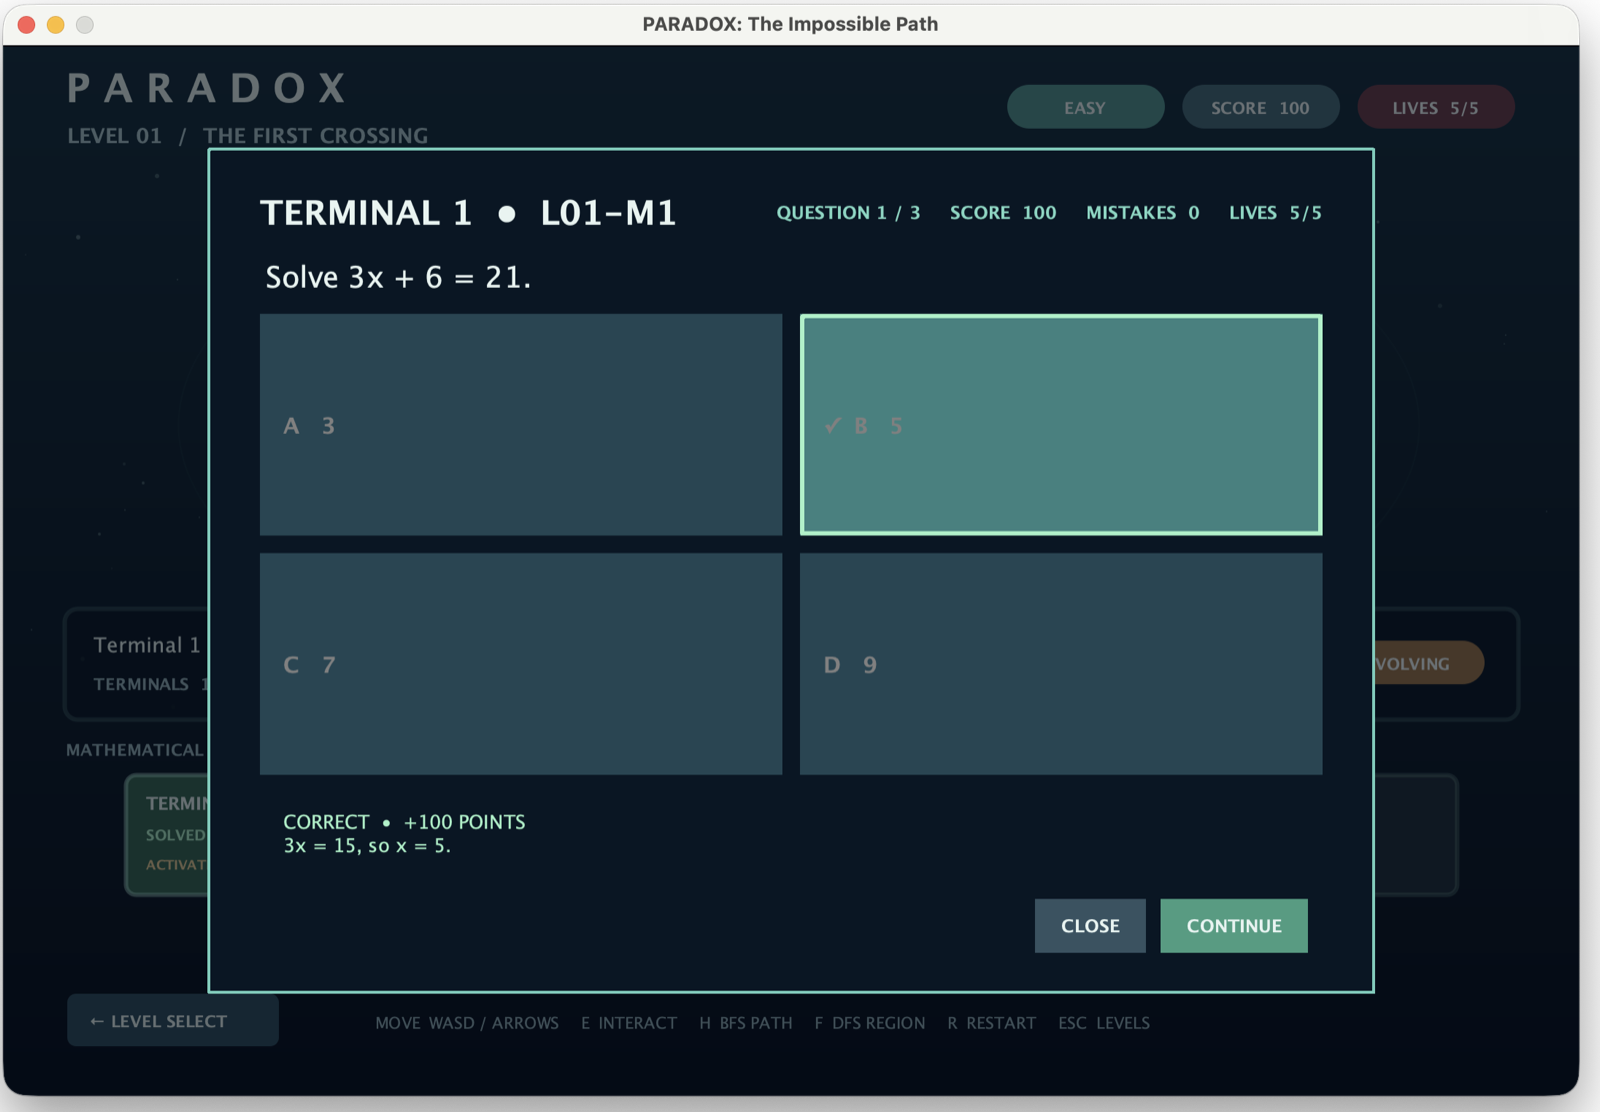 PARADOX: The Impossible Path
PARADOX
LEVEL 01 / THE FIRST CROSSING
EASY
SCORE 100
LIVES 5/5
TERMINAL 1 ● L01-M1
QUESTION 1 / 3 SCORE 100 MISTAKES 0 LIVES 5/5
Solve 3x + 6 = 21.
A 3
✓ B 5
C 7
D 9
CORRECT • +100 POINTS
3x = 15, so x = 5.
CLOSE
CONTINUE
Terminal 1
TERMINALS
VOLVING
MATHEMATICAL
TERMIN
SOLVED
ACTIVAT
← LEVEL SELECT
MOVE WASD / ARROWS E INTERACT H BFS PATH F DFS REGION R RESTART ESC LEVELS